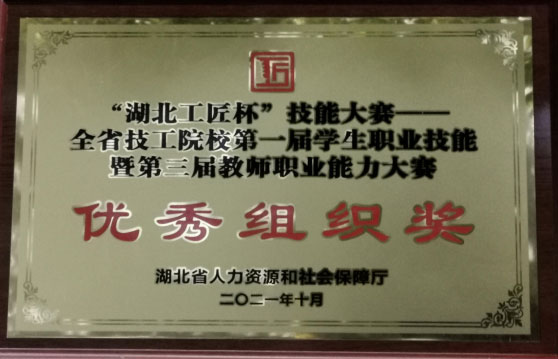 工匠
“湖北工匠杯”技能大赛——
全省技工院校第一届学生职业技能
暨第三届教师职业能力大赛
优秀组织奖
湖北省人力资源和社会保障厅
二〇二一年十月